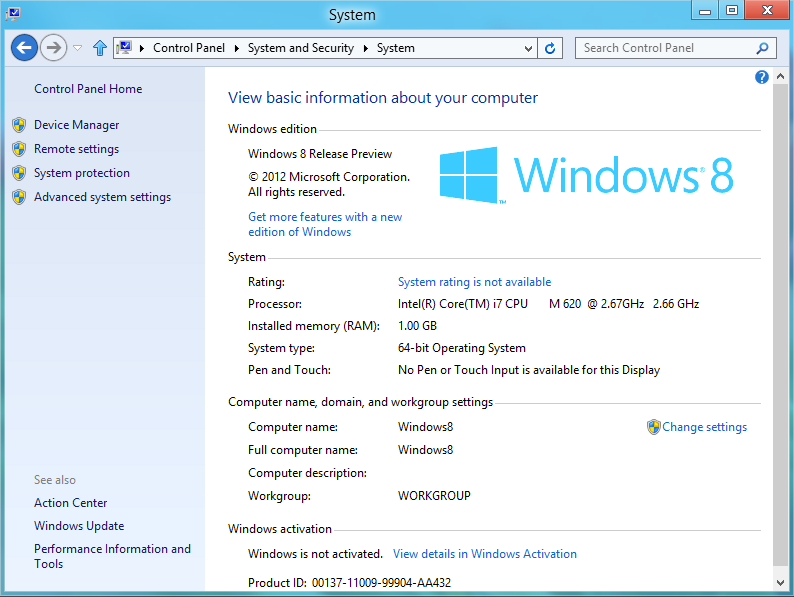 System
Control Panel System and Security System
Search Control Panel
Control Panel Home
Device Manager
Remote settings
System protection
Advanced system settings
See also
Action Center
Windows Update
Performance Information and
Tools
View basic information about your computer
Windows edition
Windows 8 Release Preview
© 2012 Microsoft Corporation.
All rights reserved.
Get more features with a new
edition of Windows
Windows® 8
™
System
Rating: System rating is not available
Processor: Intel(R) Core(TM) i7 CPU M 620 @ 2.67GHz 2.66 GHz
Installed memory (RAM): 1.00 GB
System type: 64-bit Operating System
Pen and Touch: No Pen or Touch Input is available for this Display
Computer name, domain, and workgroup settings
Computer name: Windows8
Change settings
Full computer name: Windows8
Computer description:
Workgroup: WORKGROUP
Windows activation
Windows is not activated. View details in Windows Activation
Product ID: 00137-11009-99904-AA432